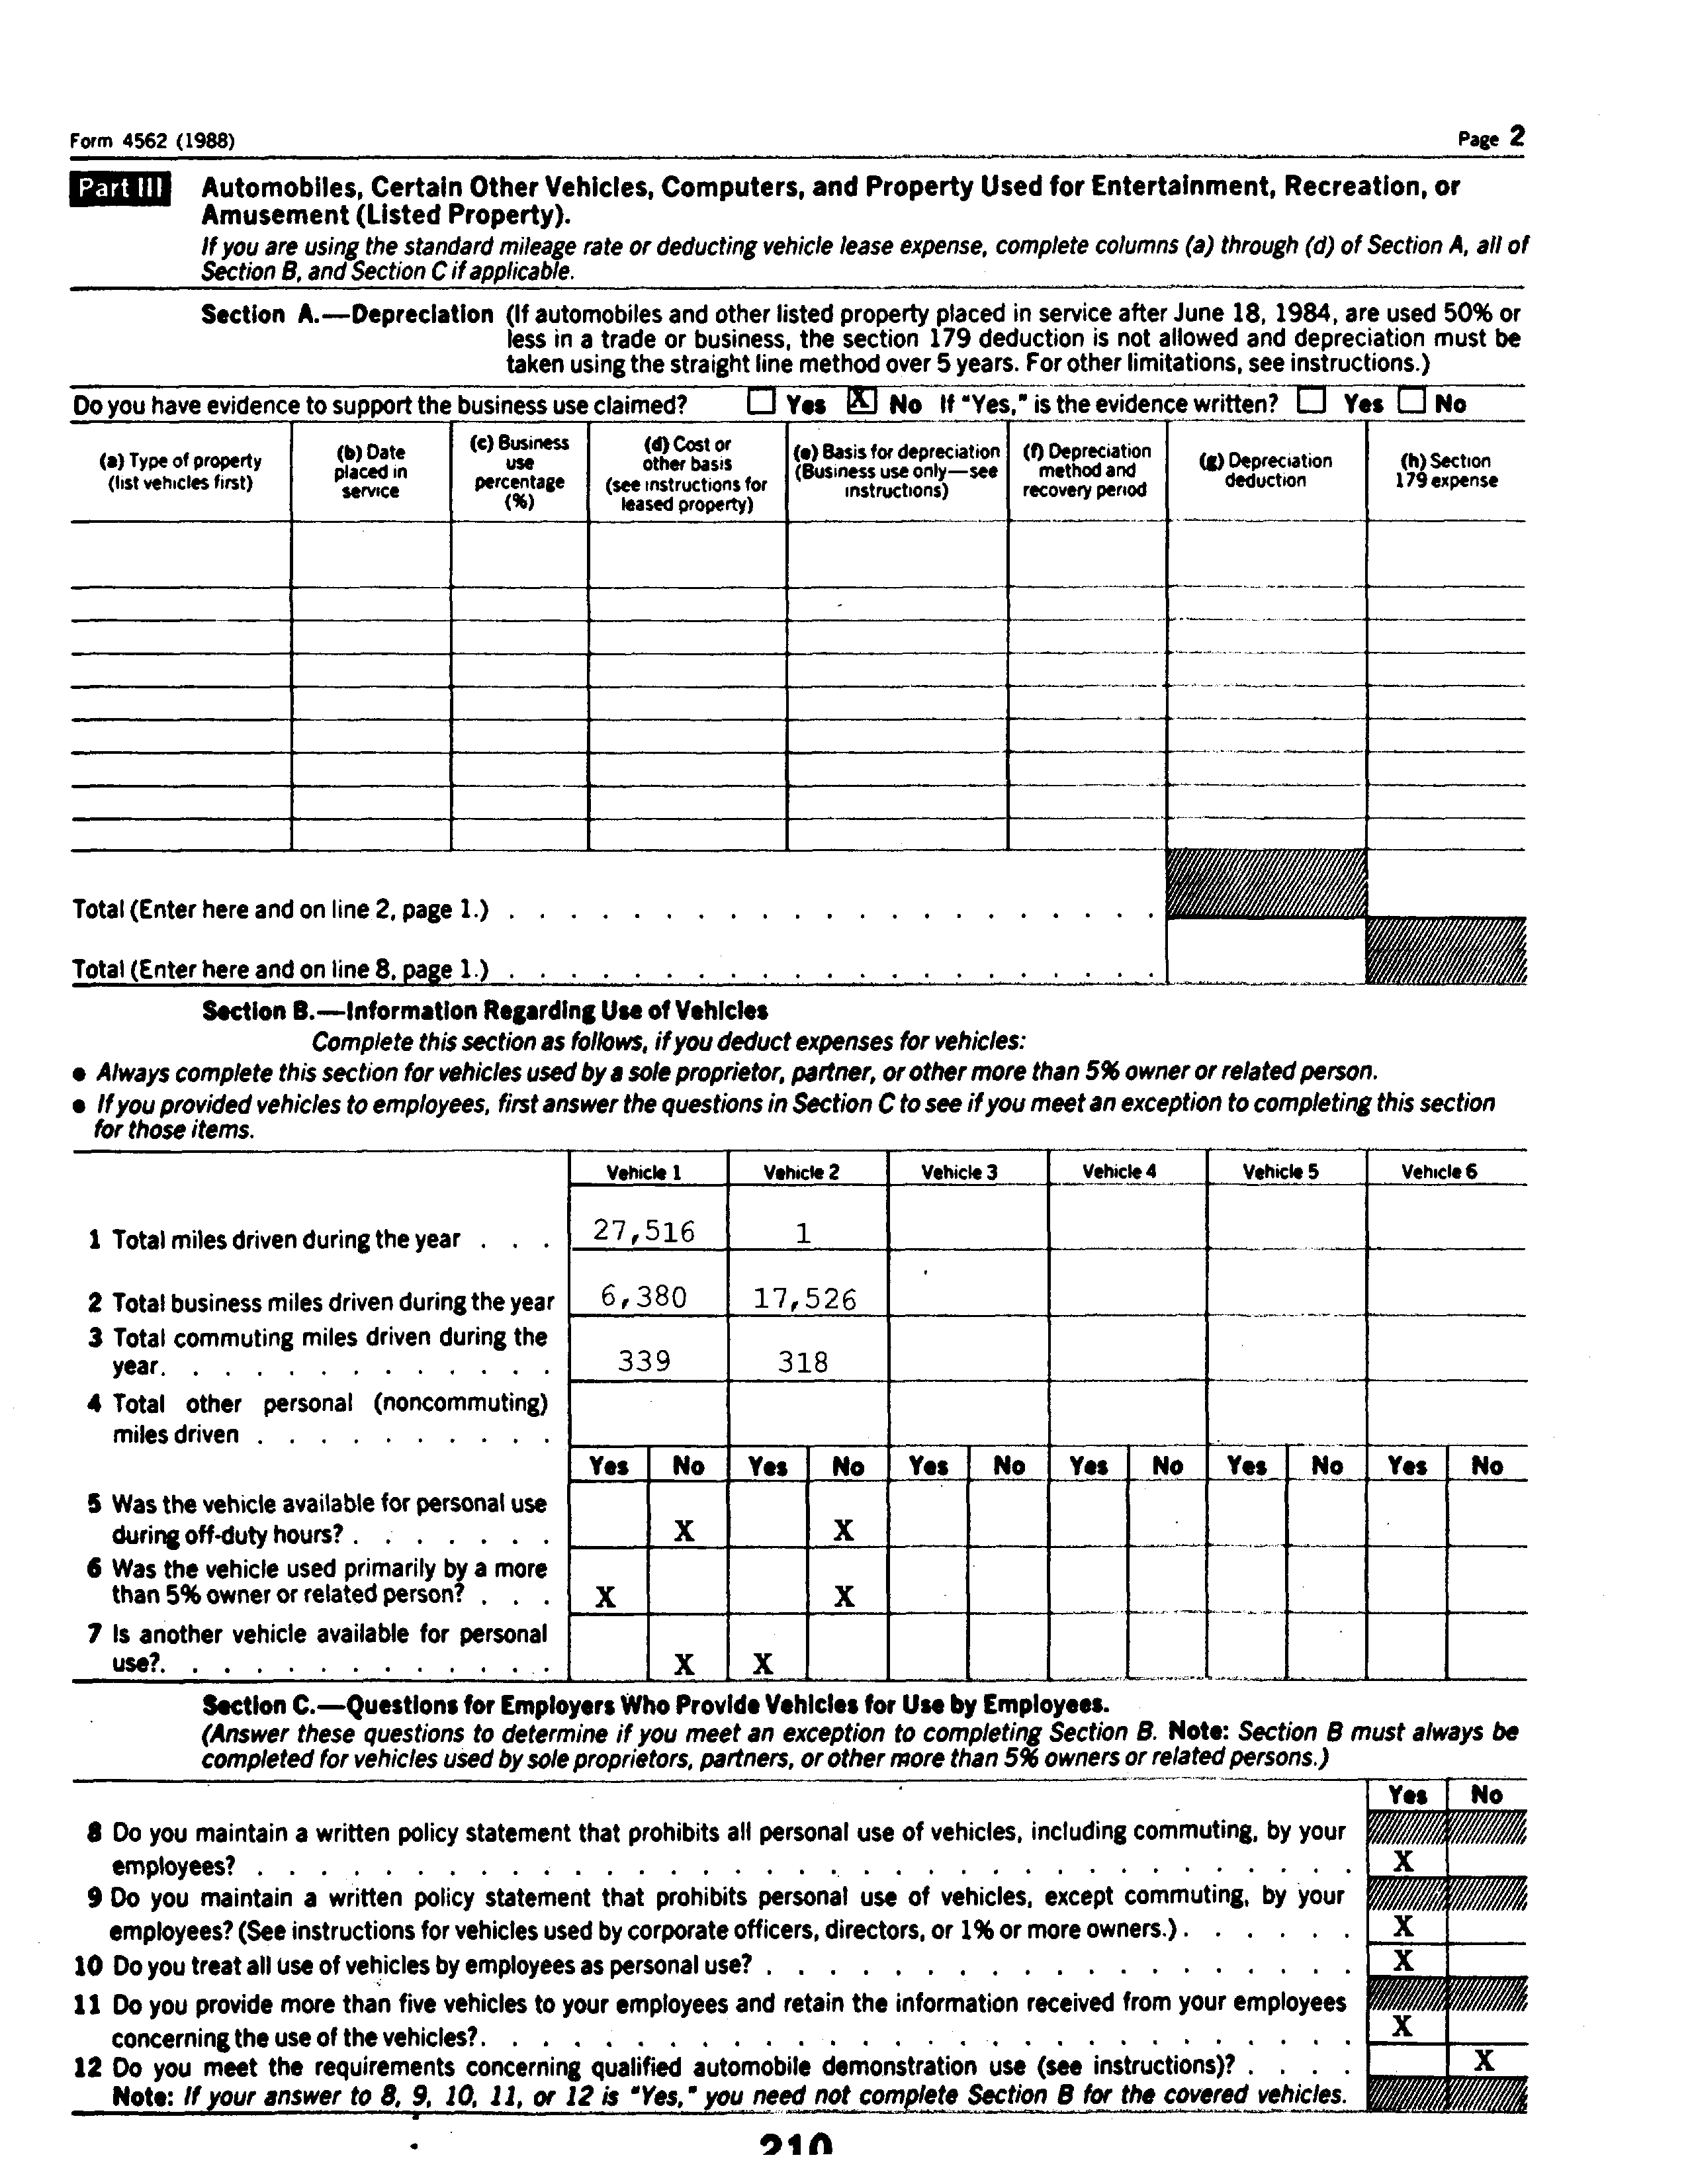 Form 4562 (1988) Page 2
Part III Automobiles, Certain Other Vehicles, Computers, and Property Used for Entertainment, Recreation, or
Amusement (Listed Property).
If you are using the standard mileage rate or deducting vehicle lease expense, complete columns (a) through (d) of Section A, all of
Section B, and Section C if applicable.
Section A.—Depreciation (If automobiles and other listed property placed in service after June 18, 1984, are used 50% or
less in a trade or business, the section 179 deduction is not allowed and depreciation must be
taken using the straight line method over 5 years. For other limitations, see instructions.)
Do you have evidence to support the business use claimed? Yes X No If "Yes," is the evidence written? Yes No
(a) Type of property
(list vehicles first)
(b) Date
placed in
service
(c) Business
use
percentage
(%)
(d) Cost or
other basis
(see instructions for
leased property)
(e) Basis for depreciation
(Business use only—see
instructions)
(f) Depreciation
method and
recovery period
(g) Depreciation
deduction
(h) Section
179 expense
Total (Enter here and on line 2, page 1.) . . . . . . . . . . . . . . . . . . . . .
Total (Enter here and on line 8, page 1.) . . . . . . . . . . . . . . . . . . . . .
Section B.—Information Regarding Use of Vehicles
Complete this section as follows, if you deduct expenses for vehicles:
● Always complete this section for vehicles used by a sole proprietor, partner, or other more than 5% owner or related person.
● If you provided vehicles to employees, first answer the questions in Section C to see if you meet an exception to completing this section
for those items.
Vehicle 1 Vehicle 2 Vehicle 3 Vehicle 4 Vehicle 5 Vehicle 6
1 Total miles driven during the year . . . 27,516 1
2 Total business miles driven during the year 6,380 17,526
3 Total commuting miles driven during the
year. . . . . . . . . . . . . 339 318
4 Total other personal (noncommuting)
miles driven . . . . . . . . . .
Yes No Yes No Yes No Yes No Yes No Yes No
5 Was the vehicle available for personal use
during off-duty hours? . . . . . . . X X
6 Was the vehicle used primarily by a more
than 5% owner or related person? . . . X X
7 Is another vehicle available for personal
use?. . . . . . . . . . . . . X X
Section C.—Questions for Employers Who Provide Vehicles for Use by Employees.
(Answer these questions to determine if you meet an exception to completing Section B. Note: Section B must always be
completed for vehicles used by sole proprietors, partners, or other more than 5% owners or related persons.)
Yes No
8 Do you maintain a written policy statement that prohibits all personal use of vehicles, including commuting, by your
employees? . . . . . . . . . . . . . . . . . . . . . . . . . . . . . . . . . . . X
9 Do you maintain a written policy statement that prohibits personal use of vehicles, except commuting, by your
employees? (See instructions for vehicles used by corporate officers, directors, or 1% or more owners.) . . . . . . X
10 Do you treat all use of vehicles by employees as personal use? . . . . . . . . . . . . . . . . . . . X
11 Do you provide more than five vehicles to your employees and retain the information received from your employees
concerning the use of the vehicles?. . . . . . . . . . . . . . . . . . . . . . . . . . . . X
12 Do you meet the requirements concerning qualified automobile demonstration use (see instructions)? . . . . X
Note: If your answer to 8, 9, 10, 11, or 12 is "Yes," you need not complete Section B for the covered vehicles.
210